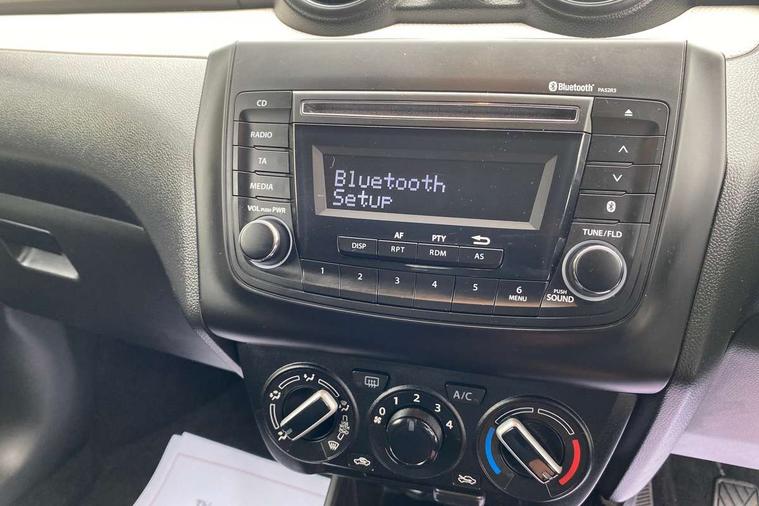 Bluetooth PA52R3
CD
RADIO
TA
MEDIA
VOL PUSH PWR
Bluetooth
Setup
TUNE/FLD
AF PTY
DISP RPT RDM AS
1 2 3 4 5 6
MENU
PUSH
SOUND
0 1 2 3 4
A/C